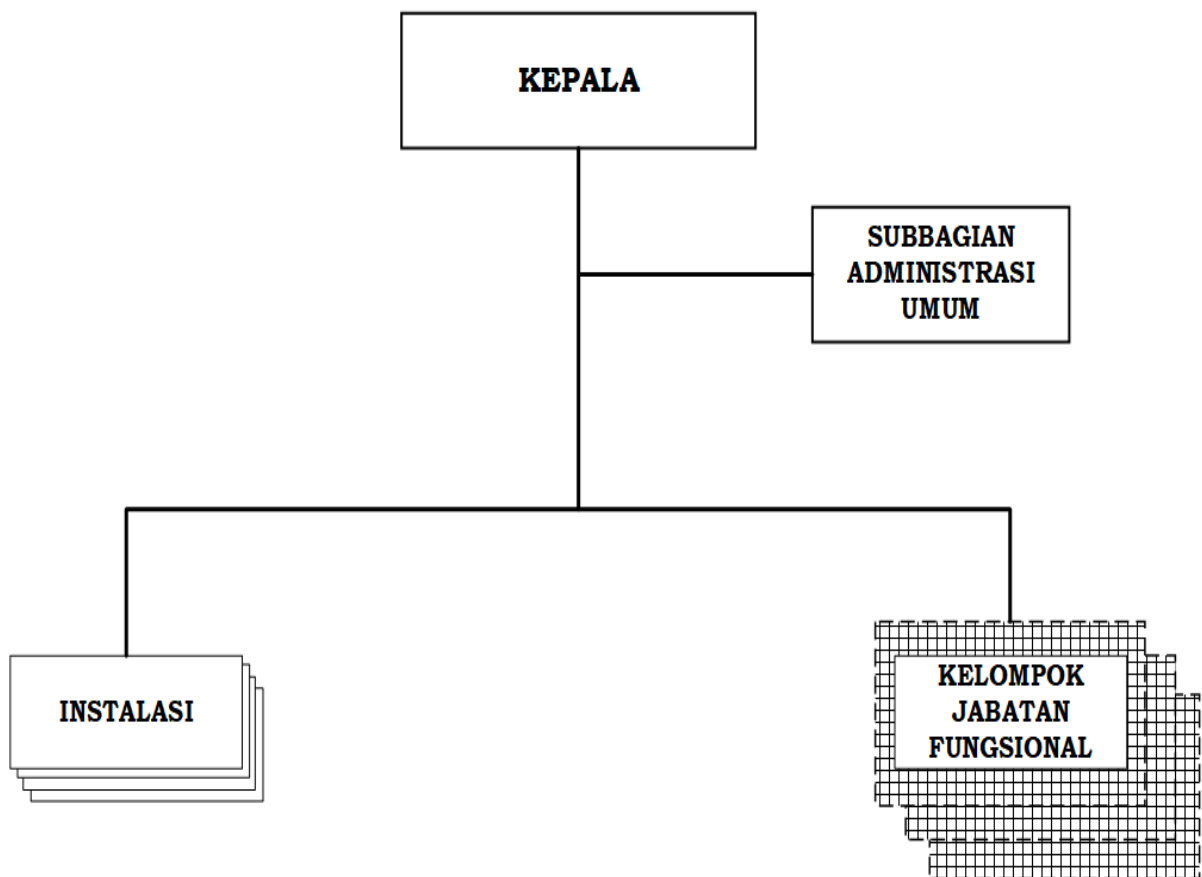 KEPALA
SUBBAGIAN
ADMINISTRASI
UMUM
INSTALASI
KELOMPOK
JABATAN
FUNGSIONAL